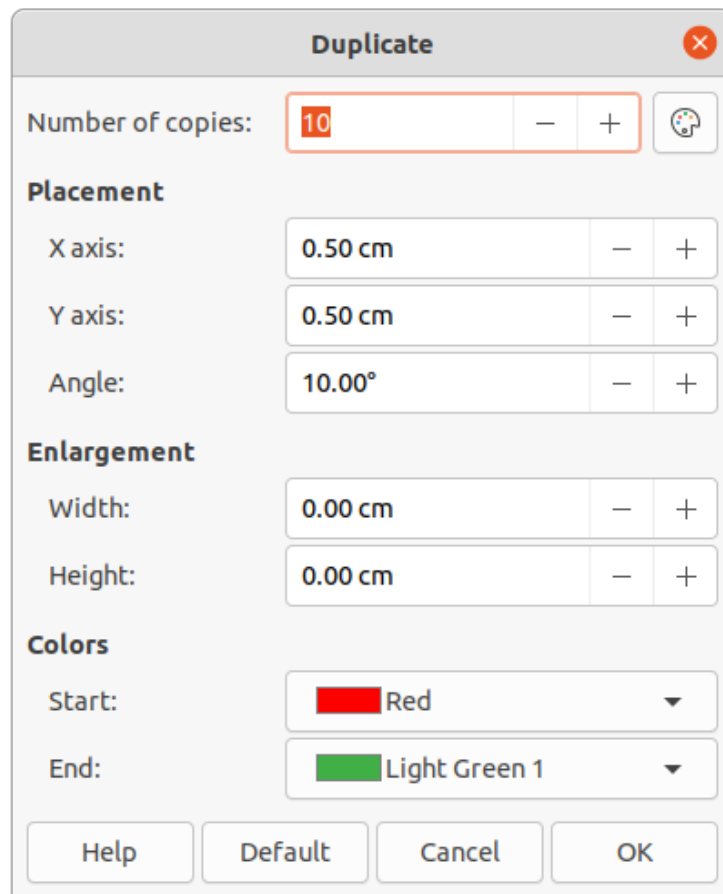 Duplicate
Number of copies: 10
Placement
X axis: 0.50 cm
Y axis: 0.50 cm
Angle: 10.00°
Enlargement
Width: 0.00 cm
Height: 0.00 cm
Colors
Start: Red
End: Light Green 1
Help Default Cancel OK